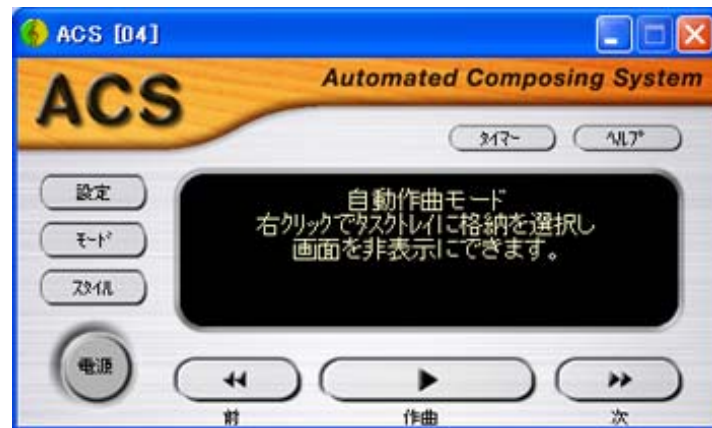 ACS [04]
ACS
Automated Composing System
ﾀｲﾏｰ
ﾍﾙﾌﾟ
設定
ﾓｰﾄﾞ
ｽﾀｲﾙ
電源
自動作曲モード
右ｸﾘｯｸでﾀｽｸﾄﾚｲに格納を選択し
画面を非表示にできます。
前
作曲
次